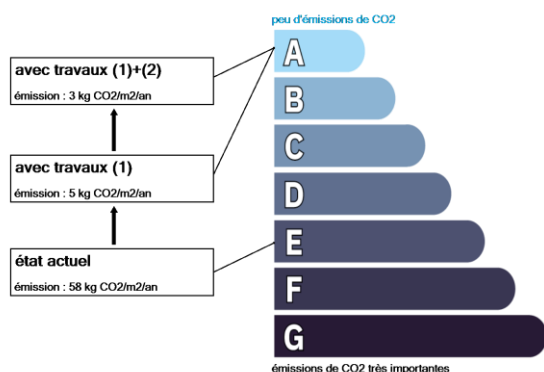 peu d'émissions de CO2
avec travaux (1)+(2)
émission : 3 kg CO2/m2/an
avec travaux (1)
émission : 5 kg CO2/m2/an
état actuel
émission : 58 kg CO2/m2/an
A
B
C
D
E
F
G
émissions de CO2 très importantes